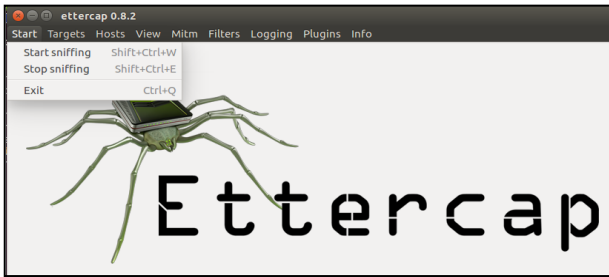 ettercap 0.8.2
Start Targets Hosts View Mitm Filters Logging Plugins Info
Start sniffing Shift+Ctrl+W
Stop sniffing Shift+Ctrl+E
Exit Ctrl+Q
Ettercap